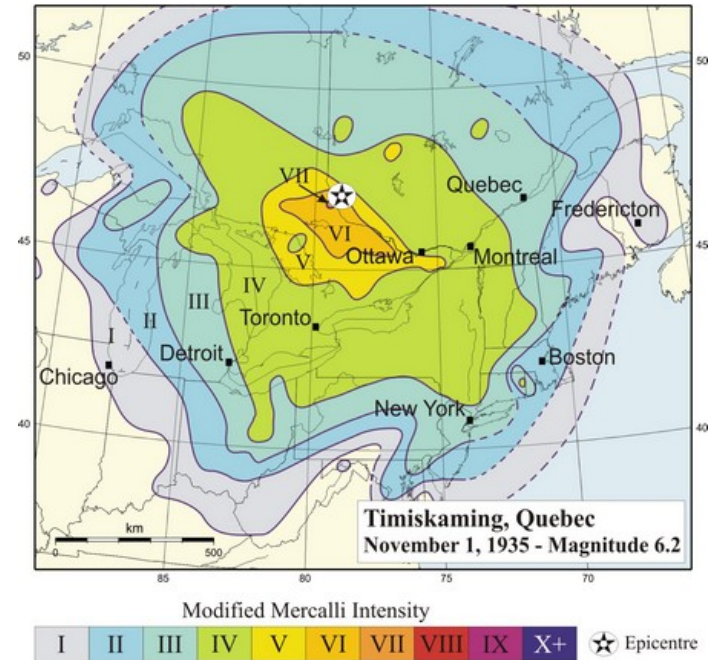 50
50
VII
Quebec
Fredericton
VI
45
Ottawa
Montreal
45
V
IV
III
Toronto
II
I
Detroit
Boston
Chicago
New York
40
40
km
0
500
Timiskaming, Quebec
November 1, 1935 - Magnitude 6.2
85
80
75
70
Modified Mercalli Intensity
I II III IV V VI VII VIII IX X+ Epicentre